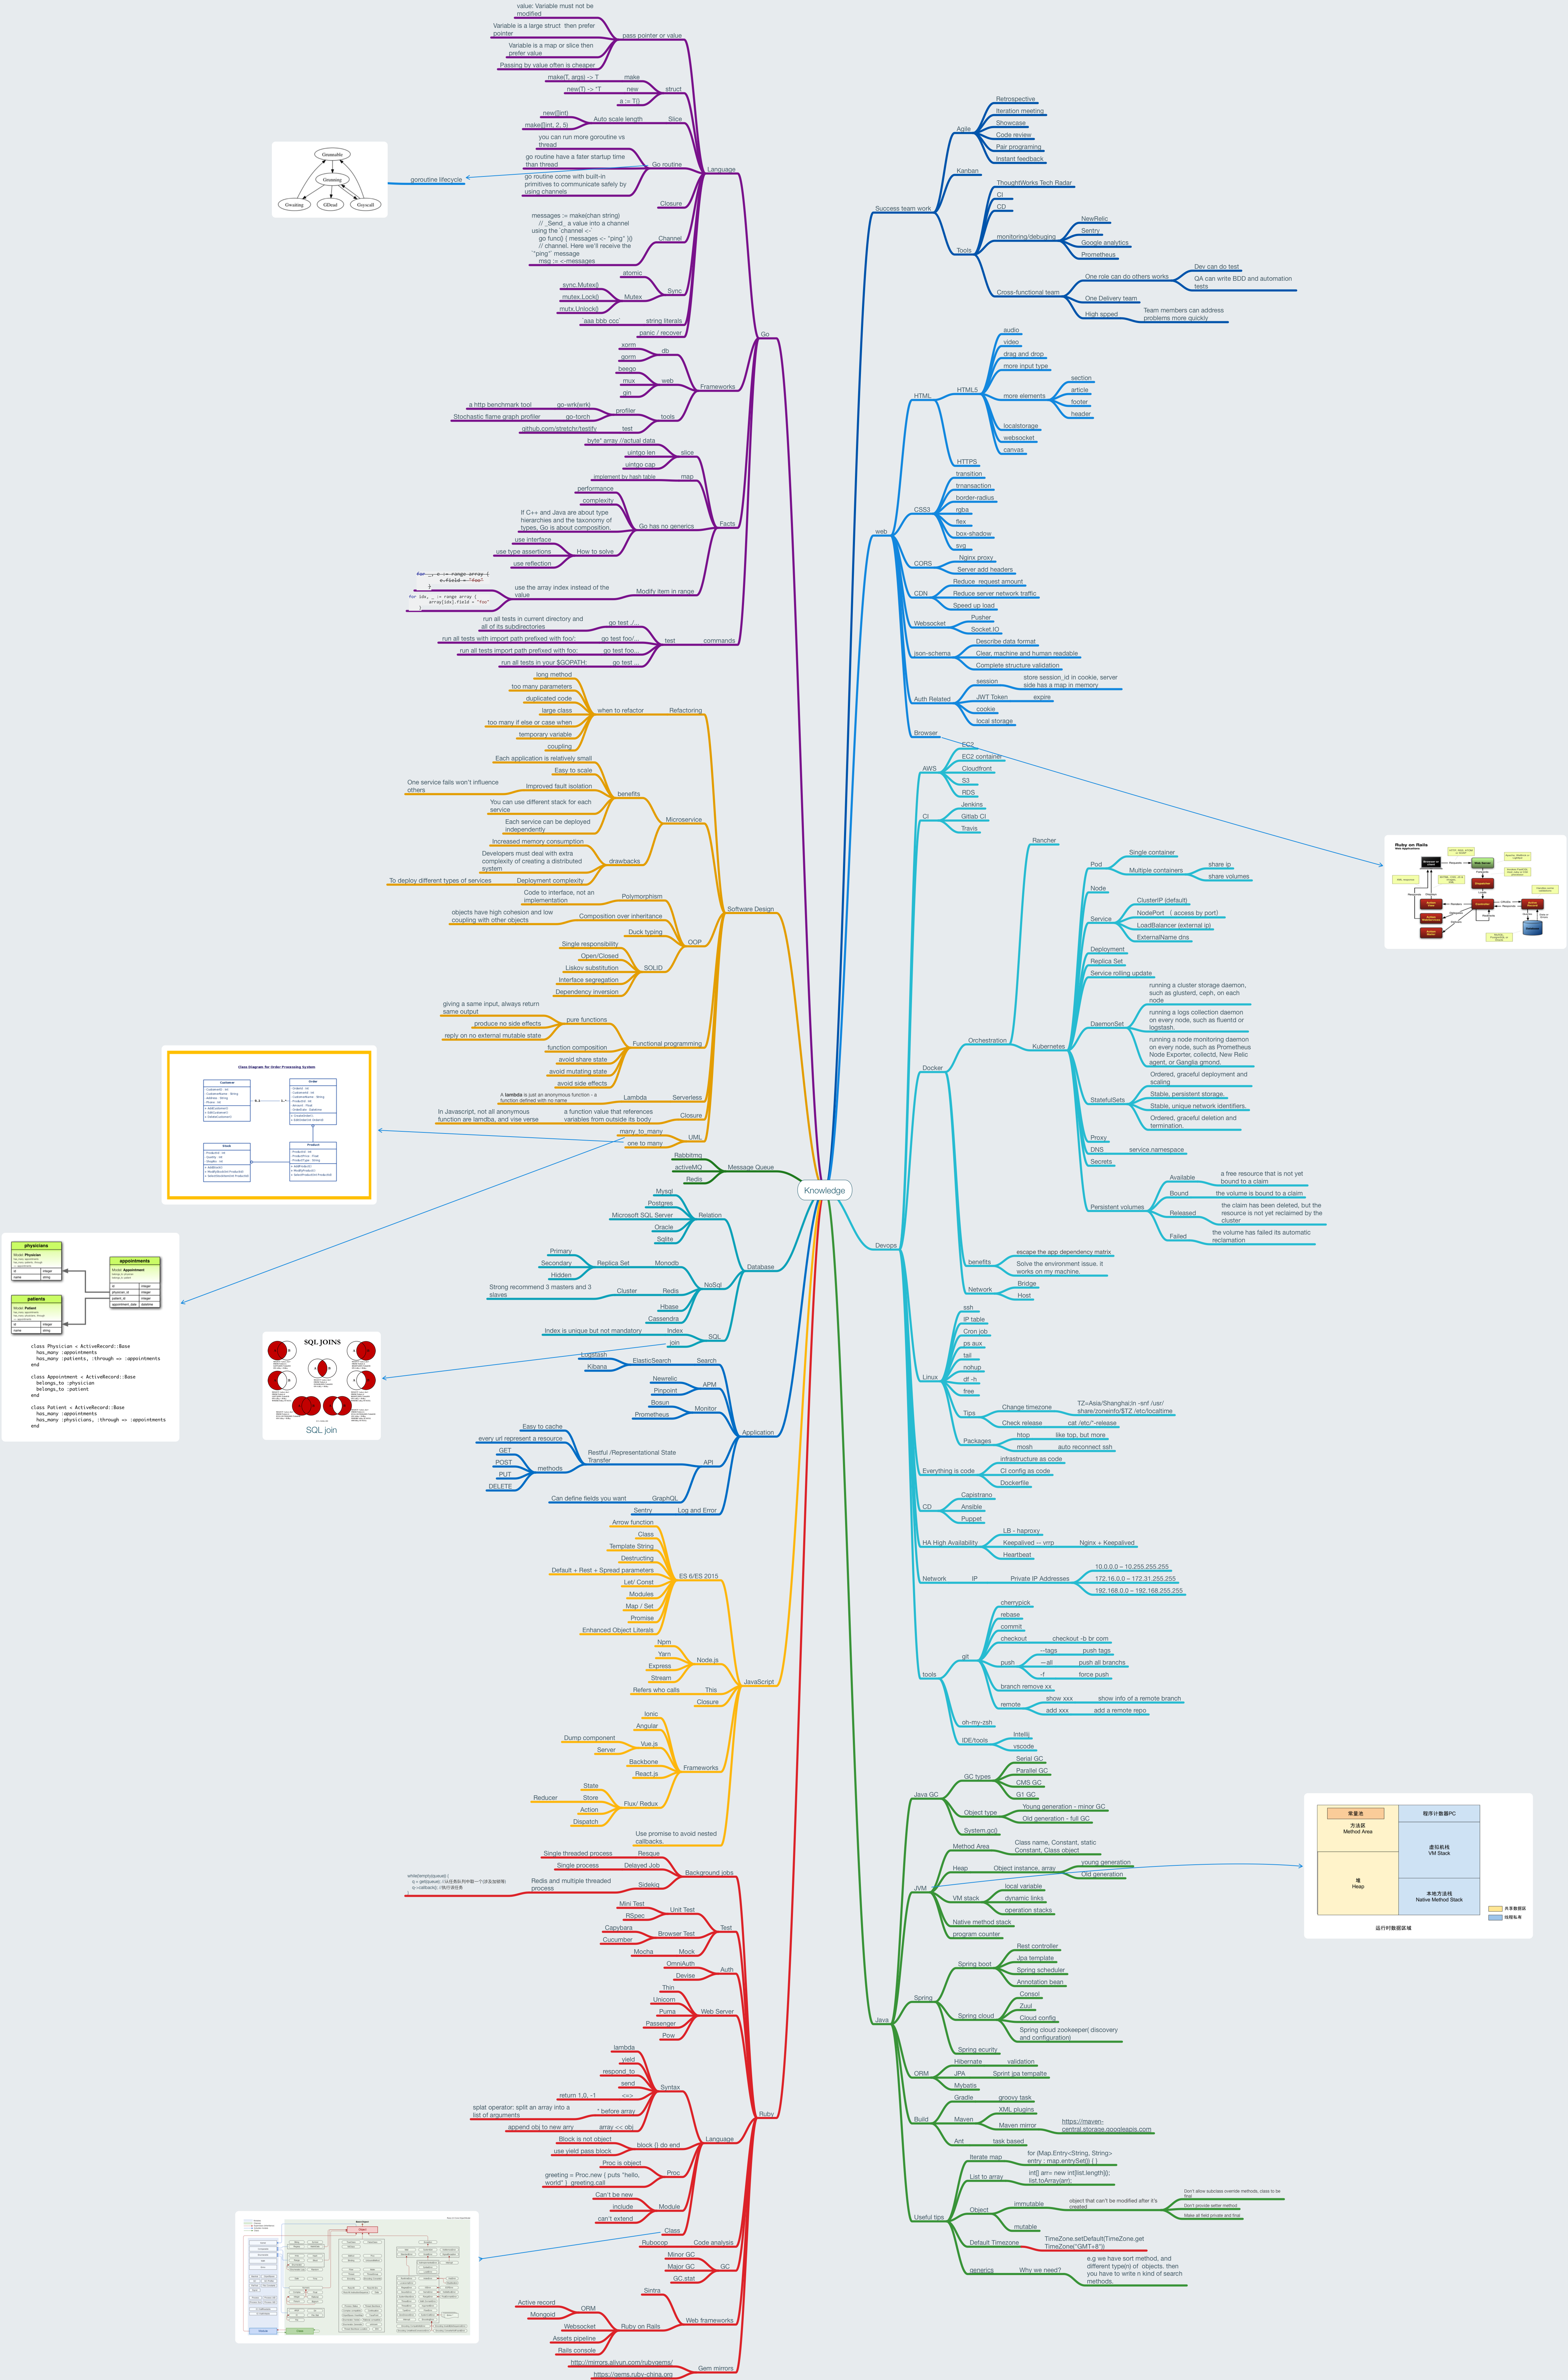 Knowledge
Go
Language
pass pointer or value
value: Variable must not be
modified
Variable is a large struct  then prefer
pointer
Variable is a map or slice then
prefer value
Passing by value often is cheaper
struct
make
make(T, args) -> T
new
new(T) -> *T
a := T{}
Slice
Auto scale length
new([]int)
make([]int, 2, 5)
Go routine
you can run more goroutine vs
thread
go routine have a fater startup time
than thread
go routine come with built-in
primitives to communicate safely by
using channels
goroutine lifecycle
Grunnable
Grunning
Gwaiting
GDead
Gsyscall
Closure
Channel
messages := make(chan string)
// _Send_ a value into a channel
using the `channel <-`
go func() { messages <- "ping" }()
// channel. Here we'll receive the
`"ping"` message
msg := <-messages
Sync
atomic
Mutex
sync.Mutex{}
mutex.Lock()
mutx.Unlock()
string literals
`aaa bbb ccc`
panic / recover
Frameworks
db
xorm
gorm
web
beego
mux
gin
tools
profiler
go-wrk(wrk)
a http benchmark tool
go-torch
Stochastic flame graph profiler
test
github.com/stretchr/testify
Facts
slice
byte* array //actual data
uintgo len
uintgo cap
map
implement by hash table
Go has no generics
performance
complexity
If C++ and Java are about type
hierarchies and the taxonomy of
types, Go is about composition.
How to solve
use interface
use type assertions
use reflection
Modify item in range
use the array index instead of the
value
for _, e := range array {
e.field = "foo"
}
for idx, _ := range array {
array[idx].field = "foo"
}
commands
test
go test ./...
run all tests in current directory and
all of its subdirectories
go test foo/...
run all tests with import path prefixed with foo/:
go test foo...
run all tests import path prefixed with foo:
go test ...
run all tests in your $GOPATH:
Software Design
Refactoring
when to refactor
long method
too many parameters
duplicated code
large class
too many if else or case when
temporary variable
coupling
Microservice
benefits
Each application is relatively small
Easy to scale
Improved fault isolation
One service fails won't influence
others
You can use different stack for each
service
Each service can be deployed
independently
drawbacks
Increased memory consumption
Developers must deal with extra
complexity of creating a distributed
system
Deployment complexity
To deploy different types of services
OOP
Polymorphism
Code to interface, not an
implementation
Composition over inheritance
objects have high cohesion and low
coupling with other objects
Duck typing
SOLID
Single responsibility
Open/Closed
Liskov substitution
Interface segregation
Dependency inversion
Functional programming
pure functions
giving a same input, always return
same output
produce no side effects
reply on no external mutable state
function composition
avoid share state
avoid mutating state
avoid side effects
Serverless
Lambda
A lambda is just an anonymous function - a
function defined with no name
Closure
a function value that references
variables from outside its body
In Javascript, not all anonymous
function are lamdba, and vise verse
UML
many_to_many
one to many
Class Diagram for Order Processing System
Customer
Order
Stock
Product
physicians
Model: Physician
id integer
name string
appointments
Model: Appointment
id integer
physician_id integer
patient_id integer
appointment_date datetime
patients
Model: Patient
id integer
name string
class Physician < ActiveRecord::Base
has_many :appointments
has_many :patients, :through => :appointments
end
class Appointment < ActiveRecord::Base
belongs_to :physician
belongs_to :patient
end
class Patient < ActiveRecord::Base
has_many :appointments
has_many :physicians, :through => :appointments
end
Message Queue
Rabbitmq
activeMQ
Redis
Database
Relation
Mysql
Postgres
Microsoft SQL Server
Oracle
Sqlite
NoSql
Monodb
Replica Set
Primary
Secondary
Hidden
Redis
Cluster
Strong recommend 3 masters and 3
slaves
Hbase
Cassendra
SQL
Index
Index is unique but not mandatory
join
SQL JOINS
SQL join
Application
Search
ElasticSearch
Logstash
Kibana
APM
Newrelic
Pinpoint
Monitor
Bosun
Prometheus
API
Restful /Representational State
Transfer
Easy to cache
every url represent a resource
methods
GET
POST
PUT
DELETE
GraphQL
Can define fields you want
Log and Error
Sentry
JavaScript
ES 6/ES 2015
Arrow function
Class
Template String
Destructing
Default + Rest + Spread parameters
Let/ Const
Modules
Map / Set
Promise
Enhanced Object Literals
Node.js
Npm
Yarn
Express
Stream
This
Refers who calls
Closure
Frameworks
Ionic
Angular
Vue.js
Dump component
Server
Backbone
React.js
Flux/ Redux
State
Store
Reducer
Action
Dispatch
Use promise to avoid nested
callbacks.
Ruby
Background jobs
Resque
Single threaded process
Delayed Job
Single process
Sidekiq
Redis and multiple threaded
process
Test
Unit Test
Mini Test
RSpec
Browser Test
Capybara
Cucumber
Mock
Mocha
Auth
OmniAuth
Devise
Web Server
Thin
Unicorn
Puma
Passenger
Pow
Language
Syntax
lambda
yield
respond_to
send
<=>
return 1,0, -1
* before array
splat operator: split an array into a
list of arguments
array << obj
append obj to new arry
block {} do end
Block is not object
use yield pass block
Proc
Proc is object
greeting = Proc.new { puts "hello,
world" }  greeting.call
Module
Can't be new
include
can't extend
Class
Code analysis
Rubocop
GC
Minor GC
Major GC
GC.stat
Web frameworks
Sintra
Ruby on Rails
ORM
Active record
Mongoid
Websocket
Assets pipeline
Rails console
Gem mirrors
http://mirrors.aliyun.com/rubygems/
https://gems.ruby-china.org
Success team work
Agile
Retrospective
Iteration meeting
Showcase
Code review
Pair programing
Instant feedback
Kanban
Tools
ThoughtWorks Tech Radar
CI
CD
monitoring/debuging
NewRelic
Sentry
Google analytics
Prometheus
Cross-functional team
One role can do others works
Dev can do test
QA can write BDD and automation
tests
One Delivery team
High spped
Team members can address
problems more quickly
web
HTML
HTML5
audio
video
drag and drop
more input type
more elements
section
article
footer
header
localstorage
websocket
canvas
HTTPS
CSS3
transition
trnansaction
border-radius
rgba
flex
box-shadow
svg
CORS
Nginx proxy
Server add headers
CDN
Reduce  request amount
Reduce server network traffic
Speed up load
Websocket
Pusher
Socket.IO
json-schema
Describe data format
Clear, machine and human readable
Complete structure validation
Auth Related
session
store session_id in cookie, server
side has a map in memory
JWT Token
expire
cookie
local storage
Browser
Ruby on Rails
Web Applications
Devops
AWS
EC2
EC2 container
Cloudfront
S3
RDS
CI
Jenkins
Gitlab CI
Travis
Docker
Orchestration
Rancher
Kubernetes
Pod
Single container
Multiple containers
share ip
share volumes
Node
Service
ClusterIP (default)
NodePort （ access by port）
LoadBalancer (external ip)
ExternalName dns
Deployment
Replica Set
Service rolling update
DaemonSet
running a cluster storage daemon,
such as glusterd, ceph, on each
node
running a logs collection daemon
on every node, such as fluentd or
logstash.
running a node monitoring daemon
on every node, such as Prometheus
Node Exporter, collectd, New Relic
agent, or Ganglia gmond.
StatefulSets
Ordered, graceful deployment and
scaling
Stable, persistent storage.
Stable, unique network identifiers.
Ordered, graceful deletion and
termination.
Proxy
DNS
service.namespace
Secrets
Persistent volumes
Available
a free resource that is not yet
bound to a claim
Bound
the volume is bound to a claim
Released
the claim has been deleted, but the
resource is not yet reclaimed by the
cluster
Failed
the volume has failed its automatic
reclamation
benefits
escape the app dependency matrix
Solve the environment issue. it
works on my machine.
Network
Bridge
Host
Linux
ssh
IP table
Cron job
ps aux
tail
nohup
df -h
free
Tips
Change timezone
TZ=Asia/Shanghai;ln -snf /usr/
share/zoneinfo/$TZ /etc/localtime
Check release
cat /etc/*-release
Packages
htop
like top, but more
mosh
auto reconnect ssh
Everything is code
infrastructure as code
CI config as code
Dockerfile
CD
Capistrano
Ansible
Puppet
HA High Availability
LB - haproxy
Keepalived -- vrrp
Nginx + Keepalived
Heartbeat
Network
IP
Private IP Addresses
10.0.0.0 – 10.255.255.255
172.16.0.0 – 172.31.255.255
192.168.0.0 – 192.168.255.255
tools
git
cherrypick
rebase
commit
checkout
checkout -b br com
push
--tags
push tags
—all
push all branchs
-f
force push
branch remove xx
remote
show xxx
show info of a remote branch
add xxx
add a remote repo
oh-my-zsh
IDE/tools
Intellij
vscode
Java
Java GC
GC types
Serial GC
Parallel GC
CMS GC
G1 GC
Object type
Young generation - minor GC
Old generation - full GC
System.gc()
JVM
Method Area
Class name, Constant, static
Constant, Class object
Heap
Object instance, array
young generation
Old generation
VM stack
local variable
dynamic links
operation stacks
Native method stack
program counter
常量池
方法区
Method Area
堆
Heap
程序计数器PC
虚拟机栈
VM Stack
本地方法栈
Native Method Stack
共享数据区
线程私有
运行时数据区域
Spring
Spring boot
Rest controller
Jpa template
Spring scheduler
Annotation bean
Spring cloud
Consol
Zuul
Cloud config
Spring cloud zookeeper( discovery
and configuration)
Spring ecurity
ORM
Hibernate
validation
JPA
Sprint jpa tempalte
Mybatis
Build
Gradle
groovy task
Maven
XML plugins
Maven mirror
https://maven-
central.storage.googleapis.com
Ant
task based
Useful tips
Iterate map
for (Map.Entry<String, String>
entry : map.entrySet()) { }
List to array
int[] arr= new int[list.length]();
list.toArray(arr);
Object
immutable
object that can't be modified after it's
created
Don't allow subclass override methods, class to be
final
Don't provide setter method
Make all field private and final
mutable
Default Timezone
TimeZone.setDefault(TimeZone.get
TimeZone("GMT+8"))
generics
Why we need?
e.g we have sort method, and
different type(n) of  objects. then
you have to write n kind of search
methods.